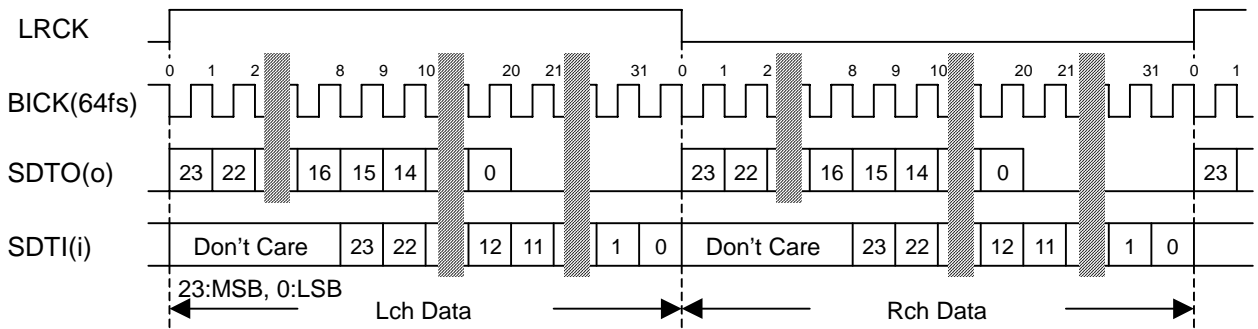 LRCK
0 1 2 8 9 10 20 21 31 0 1 2 8 9 10 20 21 31 0 1
BICK(64fs)
SDTO(o) 23 22 16 15 14 0 23 22 16 15 14 0 23
SDTI(i) Don't Care 23 22 12 11 1 0 Don't Care 23 22 12 11 1 0
23:MSB, 0:LSB
Lch Data Rch Data